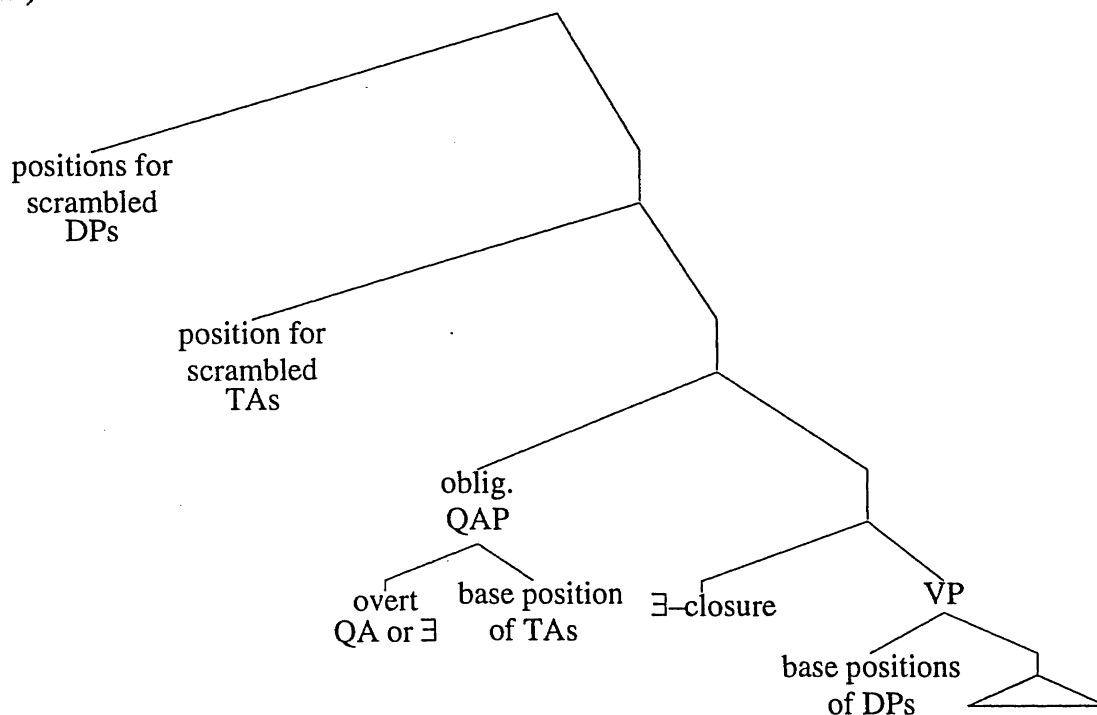 positions for
scrambled
DPs
position for
scrambled
TAs
oblig.
QAP
overt
QA or ∃
base position
of TAs
∃–closure
VP
base positions
of DPs